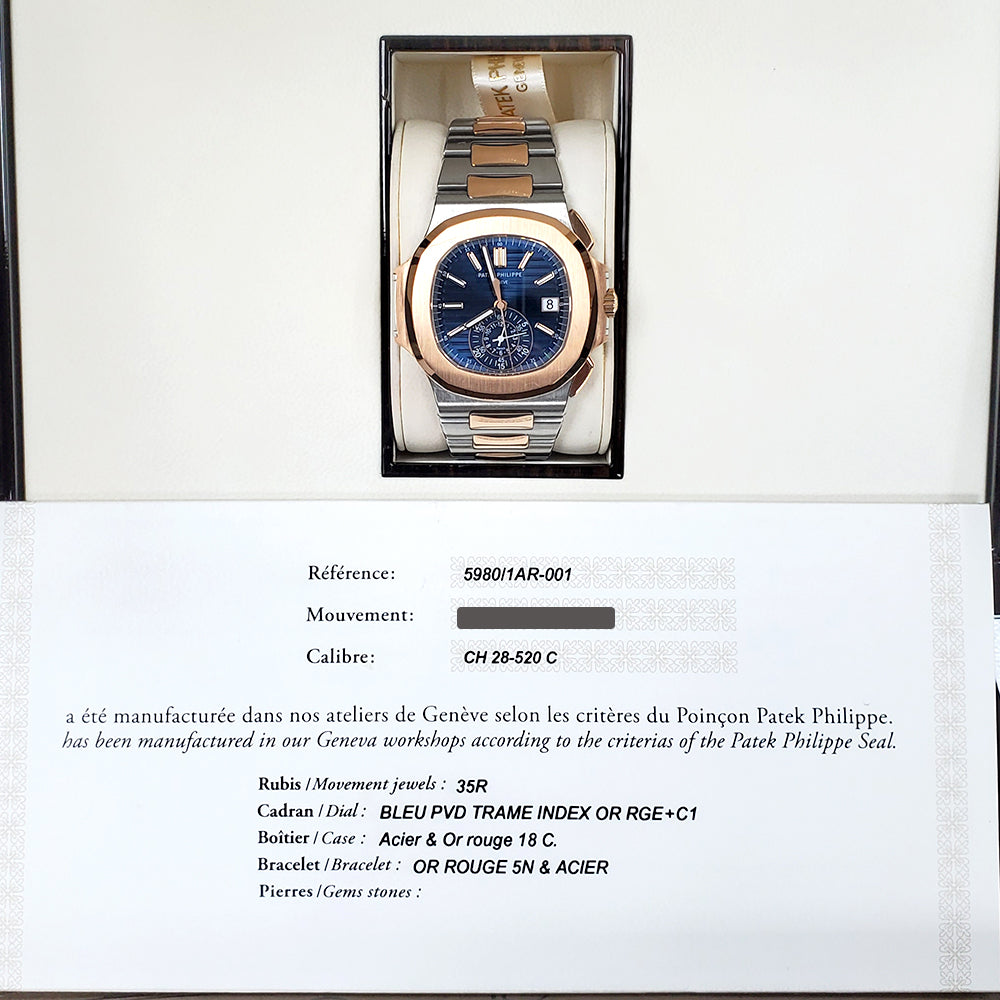 PATEK PHILIPPE
GENEVE
8
Référence: 5980/1AR-001
Mouvement:
Calibre: CH 28-520 C
a été manufacturée dans nos ateliers de Genève selon les critères du Poinçon Patek Philippe.
has been manufactured in our Geneva workshops according to the criterias of the Patek Philippe Seal.
Rubis / Movement jewels : 35R
Cadran / Dial : BLEU PVD TRAME INDEX OR RGE+C1
Boîtier / Case : Acier & Or rouge 18 C.
Bracelet / Bracelet : OR ROUGE 5N & ACIER
Pierres / Gems stones :